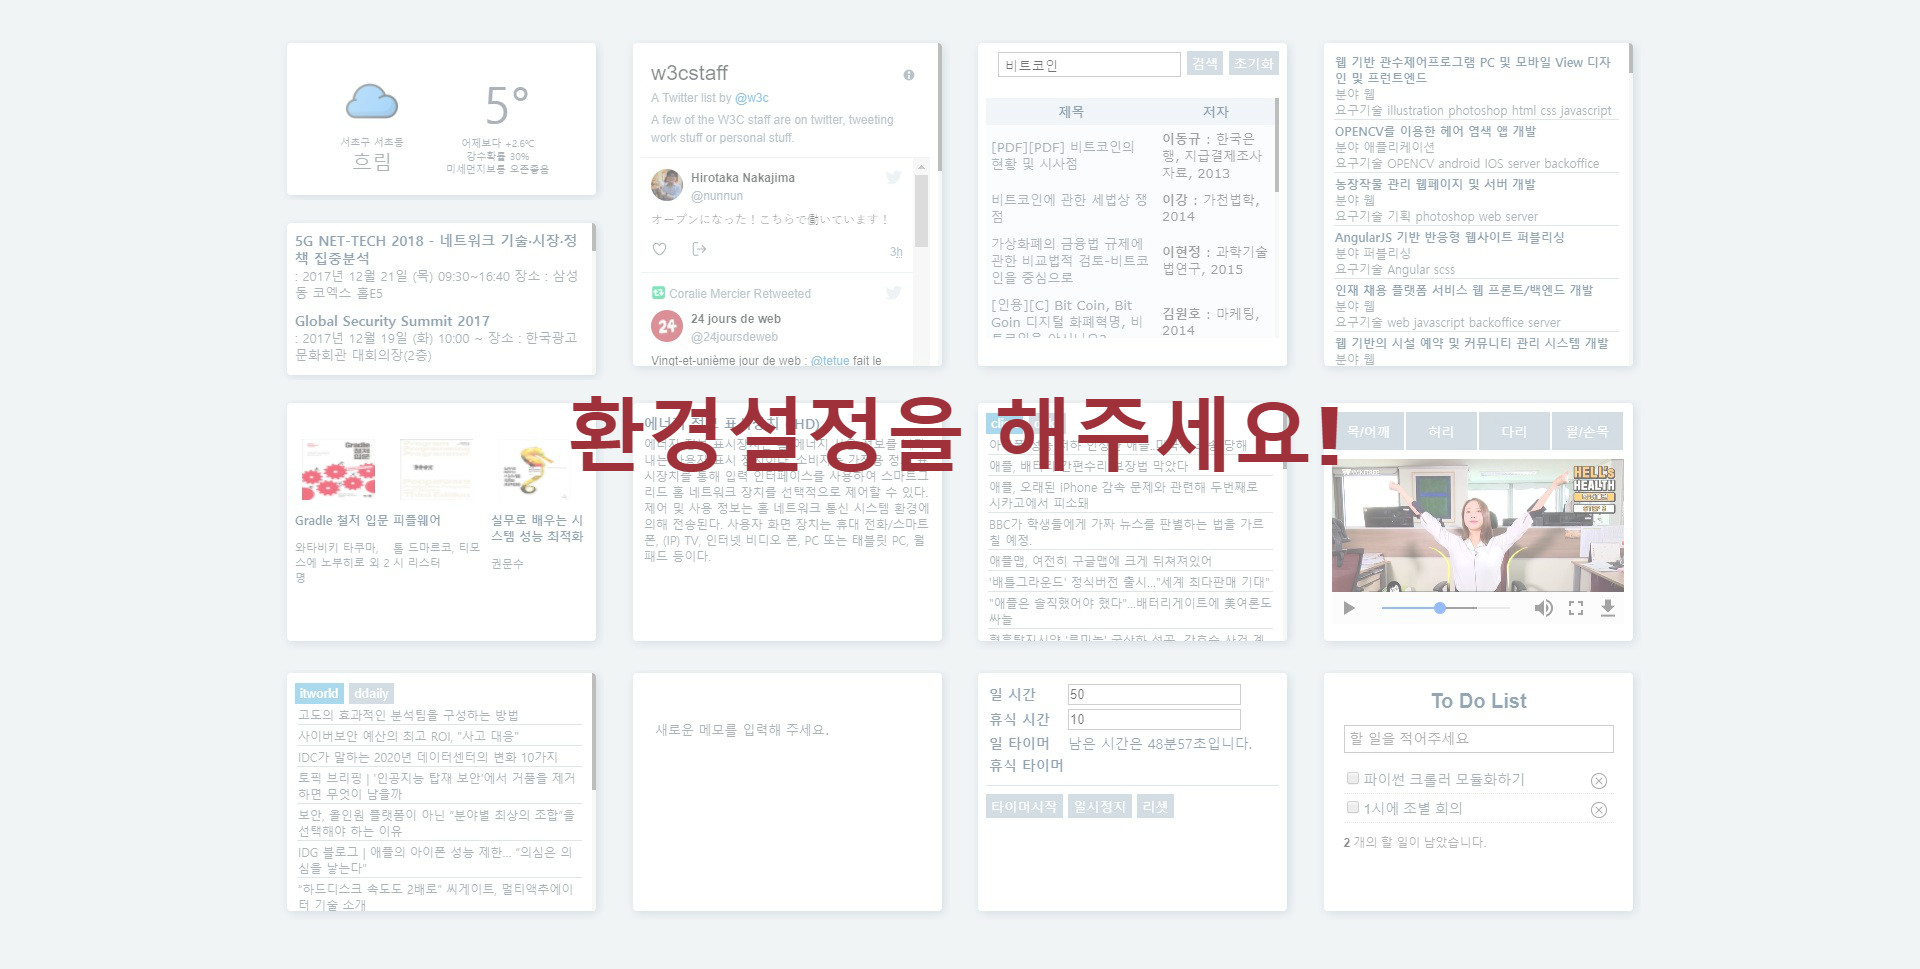 서초구 서초동
흐림
5°
어제보다 +2.6℃
강수확률 30%
미세먼지보통 오존좋음
5G NET-TECH 2018 - 네트워크 기술·시장·정
책 집중분석
: 2017년 12월 21일 (목) 09:30~16:40 장소 : 삼성
동 코엑스 홀E5
Global Security Summit 2017
: 2017년 12월 19일 (화) 10:00 ~ 장소 : 한국광고
문화회관 대회의장(2층)
w3cstaff
A Twitter list by @w3c
A few of the W3C staff are on twitter, tweeting
work stuff or personal stuff.
Hirotaka Nakajima
@nunnun
オープンになった！こちらで働いています！
3h
Coralie Mercier Retweeted
24
24 jours de web
@24joursdeweb
Vingt-et-unième jour de web : @tetue fait le
비트코인 검색 초기화
제목 저자
[PDF][PDF] 비트코인의
현황 및 시사점
이동규 : 한국은
행, 지급결제조사
자료, 2013
비트코인에 관한 세법상 쟁
점
이강 : 가천법학,
2014
가상화폐의 금융법 규제에
관한 비교법적 검토-비트코
인을 중심으로
이현정 : 과학기술
법연구, 2015
[인용][C] Bit Coin, Bit
Goin 디지털 화폐혁명, 비
트코인을 아시나요?
김원호 : 마케팅,
2014
웹 기반 관수제어프로그램 PC 및 모바일 View 디자
인 및 프런트엔드
분야 웹
요구기술 illustration photoshop html css javascript
OPENCV를 이용한 헤어 염색 앱 개발
분야 애플리케이션
요구기술 OPENCV android IOS server backoffice
농장작물 관리 웹페이지 및 서버 개발
분야 웹
요구기술 기획 photoshop web server
AngularJS 기반 반응형 웹사이트 퍼블리싱
분야 퍼블리싱
요구기술 Angular scss
인재 채용 플랫폼 서비스 웹 프론트/백엔드 개발
분야 웹
요구기술 web javascript backoffice server
웹 기반의 시설 예약 및 커뮤니티 관리 시스템 개발
분야 웹
환경설정을 해주세요!
Gradle 철저 입문
와타비키 타쿠마,
스에 노부히로 외 2
명
피플웨어
톰 드마르코, 티모
시 리스터
실무로 배우는 시
스템 성능 최적화
권문수
에너지 정보 표시장치 (IHD)
시장치를 통해 입력 인터페이스를 사용하여 스마트그
리드 홈 네트워크 장치를 선택적으로 제어할 수 있다.
제어 및 사용 정보는 홈 네트워크 통신 시스템 환경에
의해 전송된다. 사용자 화면 장치는 휴대 전화/스마트
폰, (IP) TV, 인터넷 비디오 폰, PC 또는 태블릿 PC, 월
패드 등이다.
애플, 배터리 간편수리 보장법 막았다
애플, 오래된 iPhone 감속 문제와 관련해 두번째로
시카고에서 피소돼
BBC가 학생들에게 가짜 뉴스를 판별하는 법을 가르
칠 예정.
애플맵, 여전히 구글맵에 크게 뒤쳐져있어
'배틀그라운드' 정식버전 출시..."세계 최다판매 기대"
"애플은 솔직했어야 했다"...배터리게이트에 美여론도
싸늘
목/어깨 허리 다리 팔/손목
HELL's
HEALTH
STEP 2
itworld ddaily
고도의 효과적인 분석팀을 구성하는 방법
사이버보안 예산의 최고 ROI, "사고 대응"
IDC가 말하는 2020년 데이터센터의 변화 10가지
토픽 브리핑 | '인공지능 탑재 보안'에서 거품을 제거
하면 무엇이 남을까
보안, 올인원 플랫폼이 아닌 "분야별 최상의 조합"을
선택해야 하는 이유
IDG 블로그 | 애플의 아이폰 성능 제한... "의심은 의
심을 낳는다"
"하드디스크 속도도 2배로" 씨게이트, 멀티액추에이
터 기술 소개
새로운 메모를 입력해 주세요.
일 시간 50
휴식 시간 10
일 타이머 남은 시간은 48분57초입니다.
휴식 타이머
타이머시작 일시정지 리셋
To Do List
할 일을 적어주세요
파이썬 크롤러 모듈화하기
1시에 조별 회의
2 개의 할 일이 남았습니다.